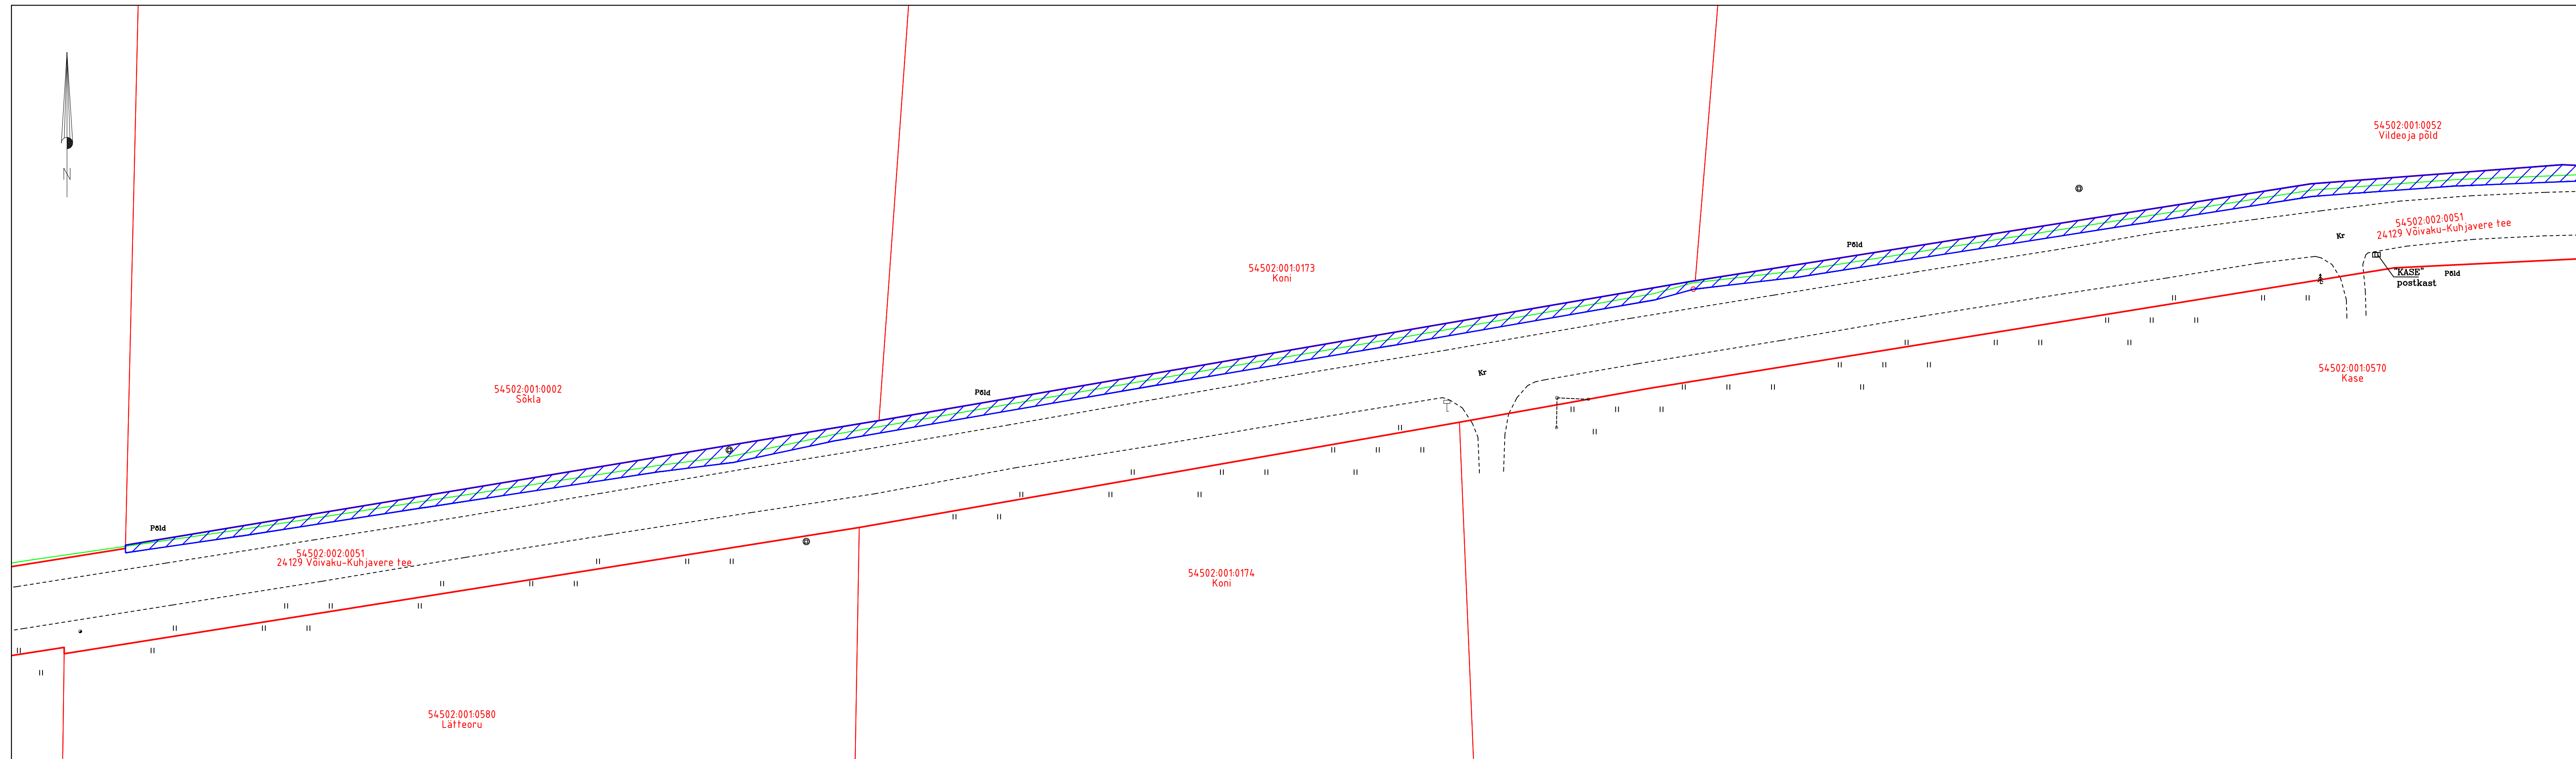 N
54502:001:0052
Vildeoja põld
54502:002:0051
24129 Võivaku-Kuhjavere tee
Kr
Põld
"KASE"
postkast
Põld
54502:001:0173
Koni
54502:001:0570
Kase
Kr
Põld
54502:001:0002
Sõkla
Põld
54502:002:0051
24129 Võivaku-Kuhjavere tee
54502:001:0174
Koni
54502:001:0580
Lätteoru